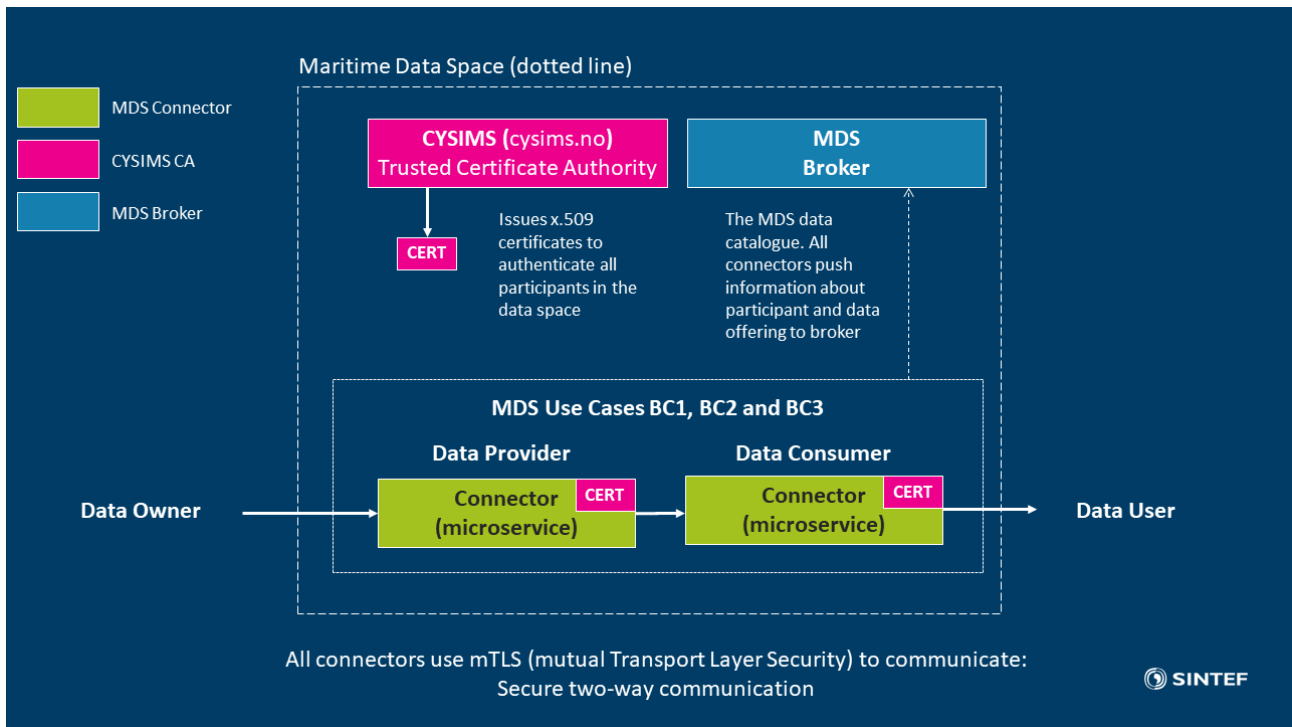 Maritime Data Space (dotted line)
MDS Connector
CYSIMS CA
MDS Broker
CYSIMS (cysims.no)
Trusted Certificate Authority
MDS
Broker
CERT
Issues x.509
certificates to
authenticate all
participants in the
data space
The MDS data
catalogue. All
connectors push
information about
participant and data
offering to broker
MDS Use Cases BC1, BC2 and BC3
Data Provider
Data Consumer
Data Owner
Connector
(microservice)
CERT
Connector
(microservice)
CERT
Data User
All connectors use mTLS (mutual Transport Layer Security) to communicate:
Secure two-way communication
SINTEF